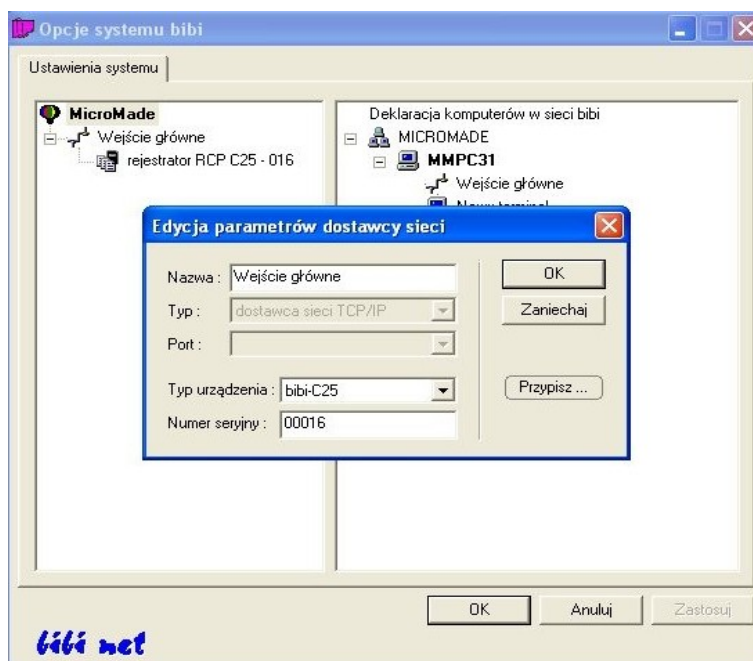 Opcje systemu bibi
Ustawienia systemu
MicroMade
Wejście główne
rejestrator RCP C25 - 016
Deklaracja komputerów w sieci bibi
MICROMADE
MMPC31
Wejście główne
Nowy terminal
Edycja parametrów dostawcy sieci
Nazwa : Wejście główne
OK
Typ : dostawca sieci TCP/IP
Zaniechaj
Port :
Typ urządzenia : bibi-C25
Przypisz ...
Numer seryjny : 00016
OK Anuluj Zastosuj
bibi net